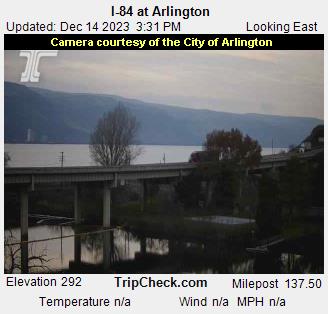 I-84 at Arlington
Updated: Dec 14 2023 3:31 PM Looking East
Camera courtesy of the City of Arlington
Elevation 292 TripCheck.com Milepost 137.50
Temperature n/a Wind n/a MPH n/a